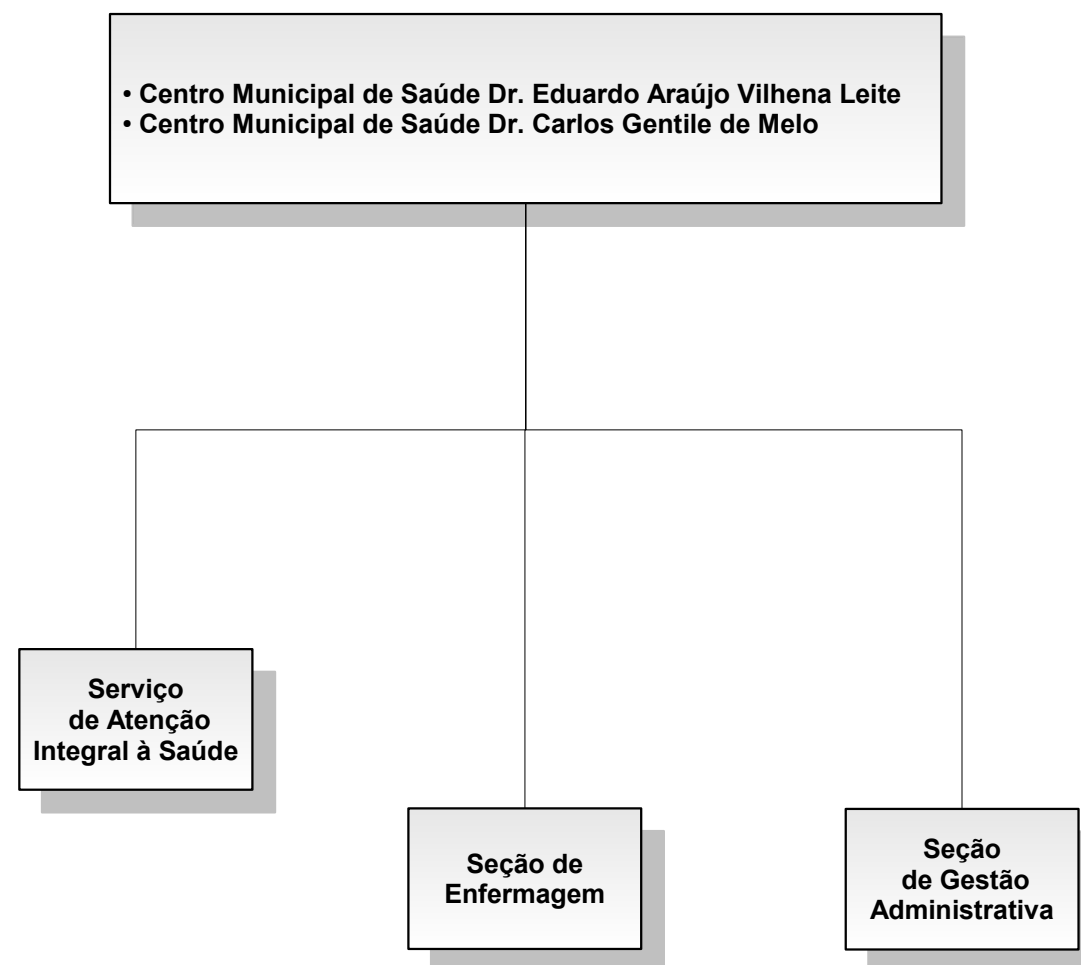 • Centro Municipal de Saúde Dr. Eduardo Araújo Vilhena Leite
• Centro Municipal de Saúde Dr. Carlos Gentile de Melo
Serviço
de Atenção
Integral à Saúde
Seção de
Enfermagem
Seção
de Gestão
Administrativa